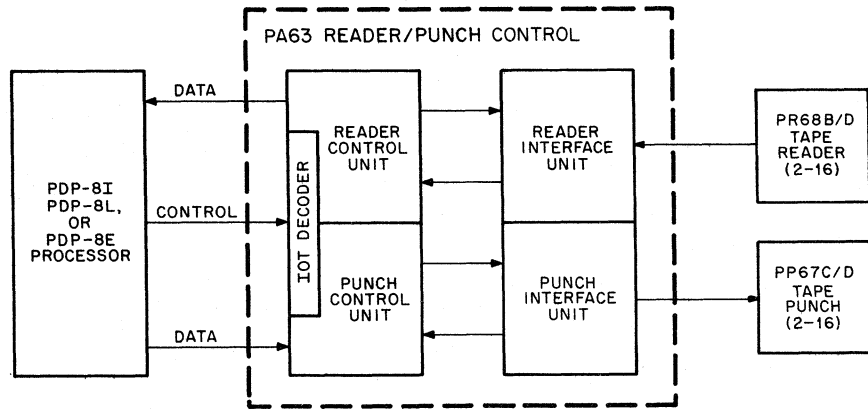 PA63 READER/PUNCH CONTROL
DATA
READER
CONTROL
UNIT
READER
INTERFACE
UNIT
PR68B/D
TAPE
READER
(2-16)
PDP-8I
PDP-8L,
OR
PDP-8E
PROCESSOR
CONTROL
IOT DECODER
PUNCH
CONTROL
UNIT
PUNCH
INTERFACE
UNIT
PP67C/D
TAPE
PUNCH
(2-16)
DATA